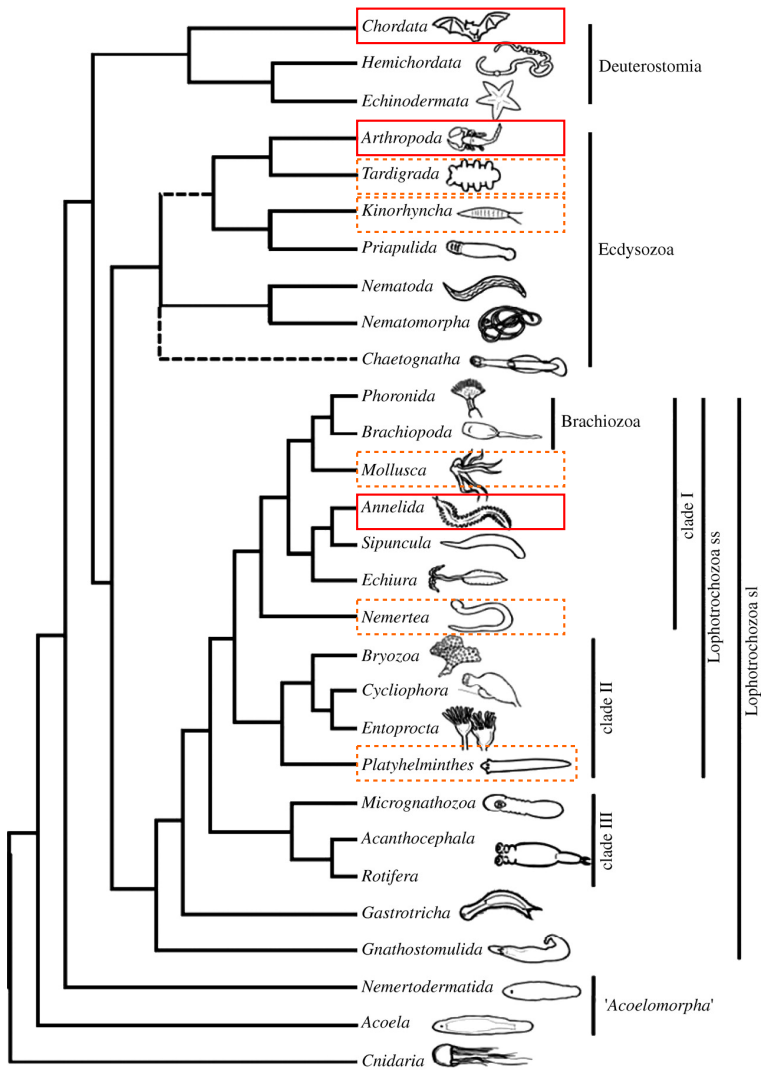 Chordata
Hemichordata
Echinodermata
Deuterostomia
Arthropoda
Tardigrada
Kinorhyncha
Priapulida
Nematoda
Nematomorpha
Chaetognatha
Ecdysozoa
Phoronida
Brachiopoda
Brachiozoa
Mollusca
Annelida
Sipuncula
Echiura
Nemertea
clade I
Bryozoa
Cycliophora
Entoprocta
Platyhelminthes
clade II
Lophotrochozoa ss
Micrognathozoa
Acanthocephala
Rotifera
clade III
Gastrotricha
Gnathostomulida
Lophotrochozoa sl
Nemertodermatida
Acoela
'Acoelomorpha'
Cnidaria